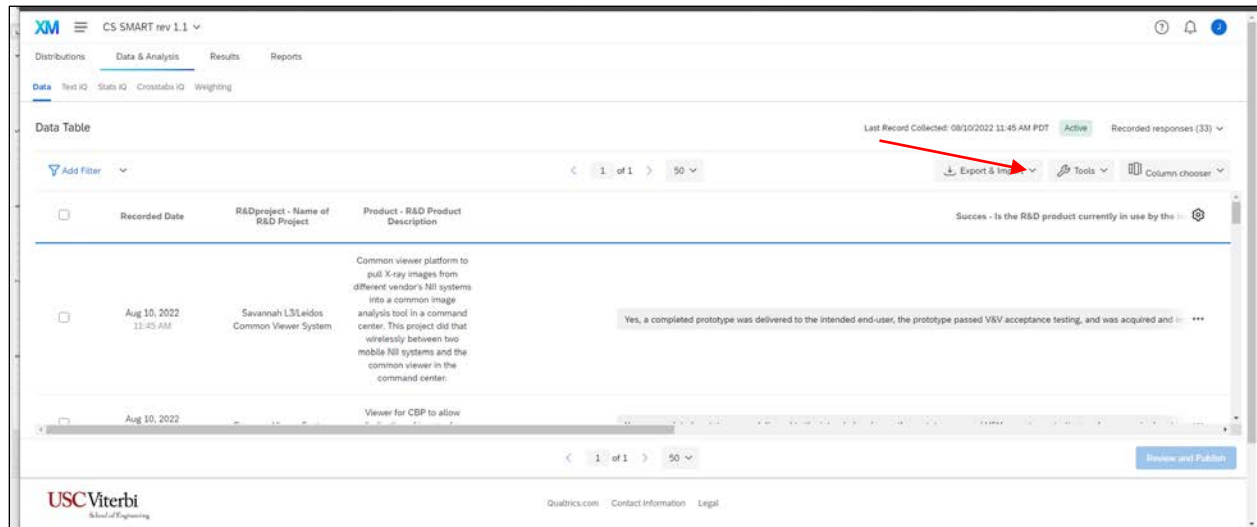 XM CS SMART rev 1.1
J
Distributions Data & Analysis Results Reports
Data Text iQ Stats iQ Crosstabs iQ Weighting
Data Table
Last Record Collected: 08/10/2022 11:45 AM PDT Active Recorded responses (33)
Add Filter
1 of 1 50
Export & Import Tools Column chooser
Recorded Date
R&Dproject - Name of
R&D Project
Product - R&D Product
Description
Succes - Is the R&D product currently in use by the
Aug 10, 2022
11:45 AM
Savannah L3/Leidos
Common Viewer System
Common viewer platform to
pull X-ray images from
different vendor's NII systems
into a common image
analysis tool in a command
center. This project did that
wirelessly between two
mobile NII systems and the
common viewer in the
command center.
Yes, a completed prototype was delivered to the intended end-user, the prototype passed V&V acceptance testing, and was acquired and
Aug 10, 2022
Viewer for CBP to allow
1 of 1 50
Review and Publish
USC Viterbi
School of Engineering
Qualtrics.com Contact Information Legal